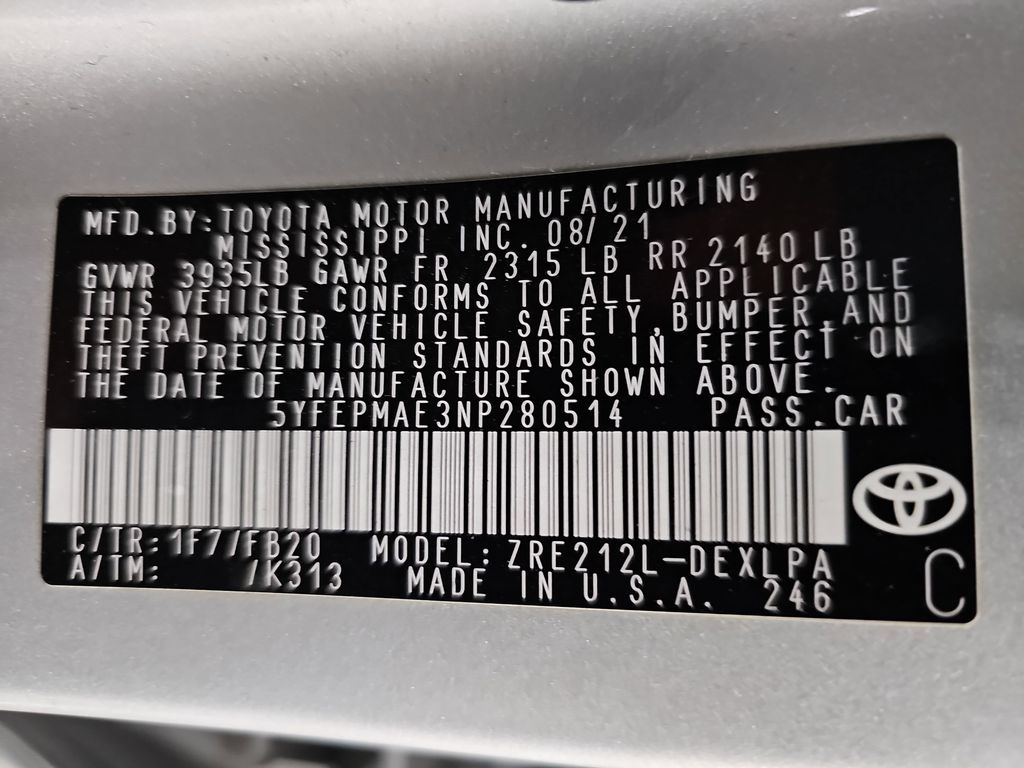 MFD.BY:TOYOTA MOTOR MANUFACTURING
MISSISSIPPI INC. 08/21
GVWR 3935LB GAWR FR 2315 LB RR 2140 LB
THIS VEHICLE CONFORMS TO ALL APPLICABLE
FEDERAL MOTOR VEHICLE SAFETY,BUMPER,AND
THEFT PREVENTION STANDARDS IN EFFECT ON
THE DATE OF MANUFACTURE SHOWN ABOVE.
5YFEPMAE3NP280514 PASS.CAR
C/TR:1F7/FB20 MODEL:ZRE212L-DEXLPA
A/TM: /K313 MADE IN U.S.A. 246 C